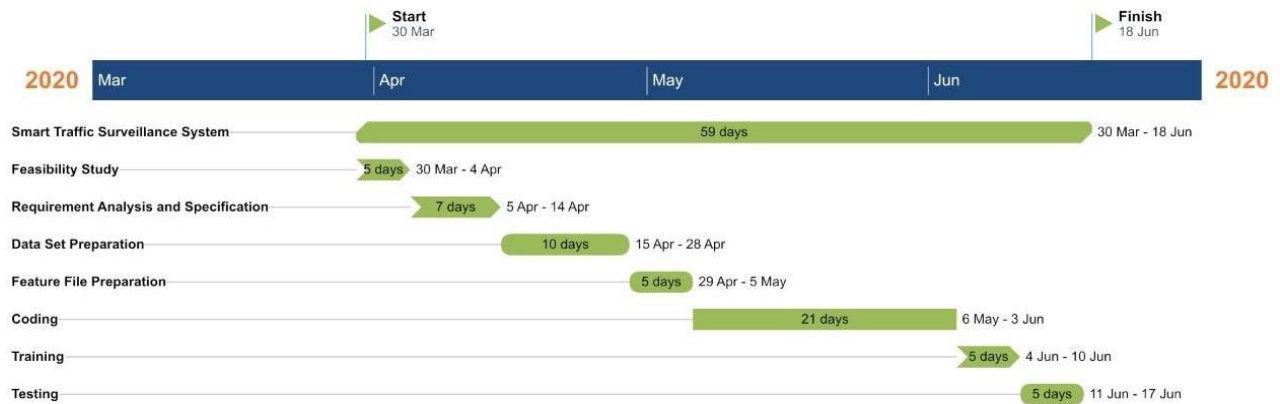 Start
30 Mar
Finish
18 Jun
2020 Mar Apr May Jun 2020
Smart Traffic Surveillance System 59 days 30 Mar - 18 Jun
Feasibility Study 5 days 30 Mar - 4 Apr
Requirement Analysis and Specification 7 days 5 Apr - 14 Apr
Data Set Preparation 10 days 15 Apr - 28 Apr
Feature File Preparation 5 days 29 Apr - 5 May
Coding 21 days 6 May - 3 Jun
Training 5 days 4 Jun - 10 Jun
Testing 5 days 11 Jun - 17 Jun